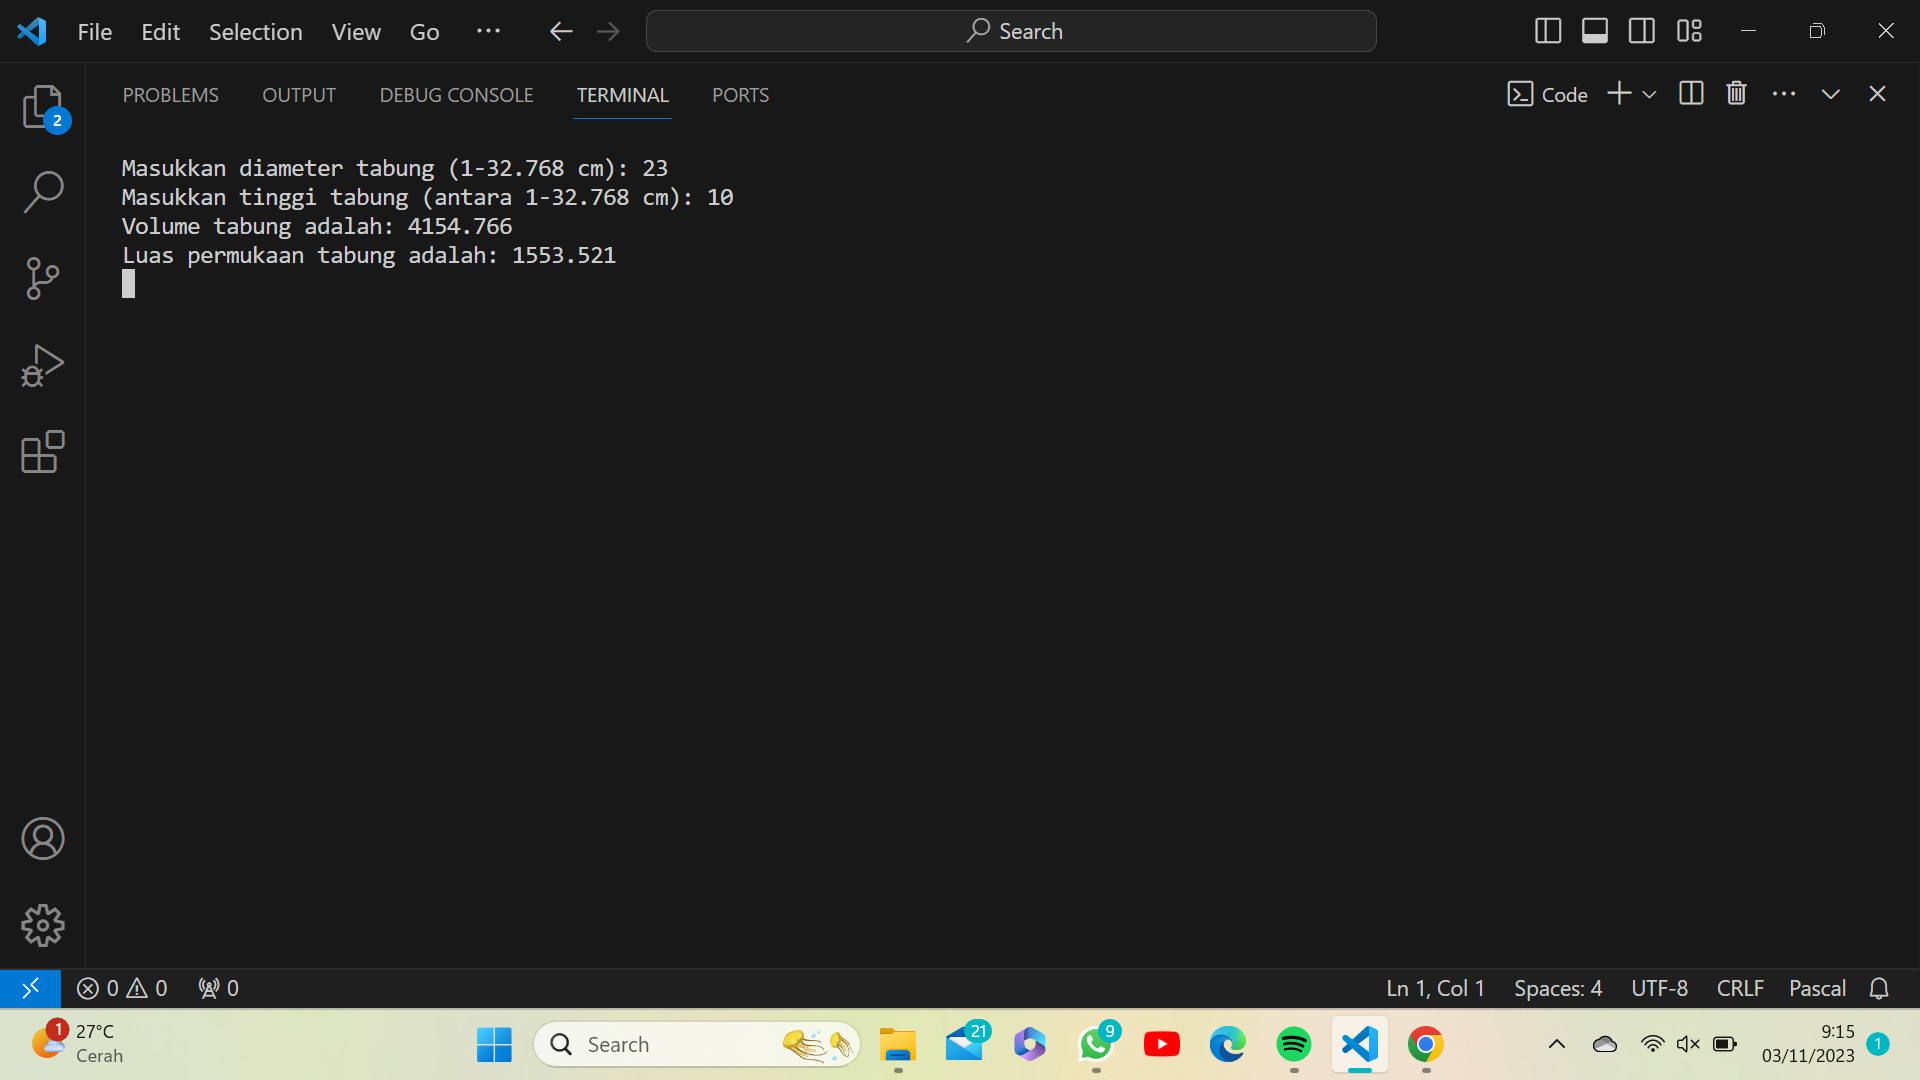 File Edit Selection View Go ··· Search
2
PROBLEMS OUTPUT DEBUG CONSOLE TERMINAL PORTS Code
Masukkan diameter tabung (1-32.768 cm): 23
Masukkan tinggi tabung (antara 1-32.768 cm): 10
Volume tabung adalah: 4154.766
Luas permukaan tabung adalah: 1553.521
0 0 0 Ln 1, Col 1 Spaces: 4 UTF-8 CRLF Pascal
1 27°C
Cerah
Search
21
9
9:15
03/11/2023
1